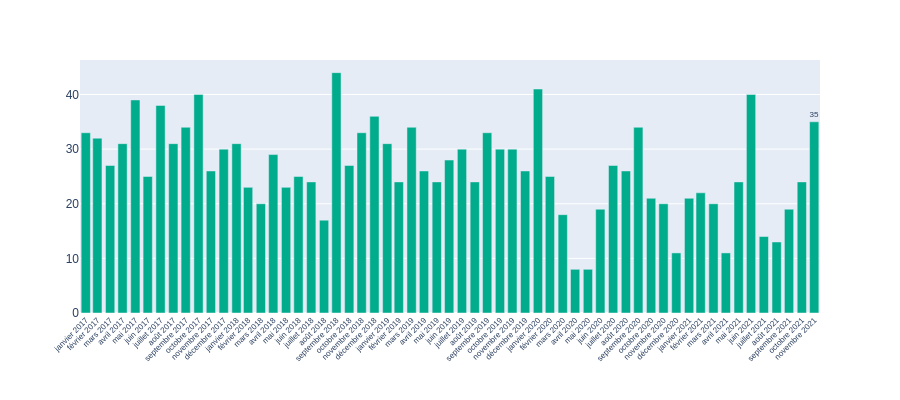 40
30
20
10
0
35
janvier 2017
février 2017
mars 2017
avril 2017
mai 2017
juin 2017
juillet 2017
août 2017
septembre 2017
octobre 2017
novembre 2017
décembre 2017
janvier 2018
février 2018
mars 2018
avril 2018
mai 2018
juin 2018
juillet 2018
août 2018
septembre 2018
octobre 2018
novembre 2018
décembre 2018
janvier 2019
février 2019
mars 2019
avril 2019
mai 2019
juin 2019
juillet 2019
août 2019
septembre 2019
octobre 2019
novembre 2019
décembre 2019
janvier 2020
février 2020
mars 2020
avril 2020
mai 2020
juin 2020
juillet 2020
août 2020
septembre 2020
octobre 2020
novembre 2020
décembre 2020
janvier 2021
février 2021
mars 2021
avril 2021
mai 2021
juin 2021
juillet 2021
août 2021
septembre 2021
octobre 2021
novembre 2021